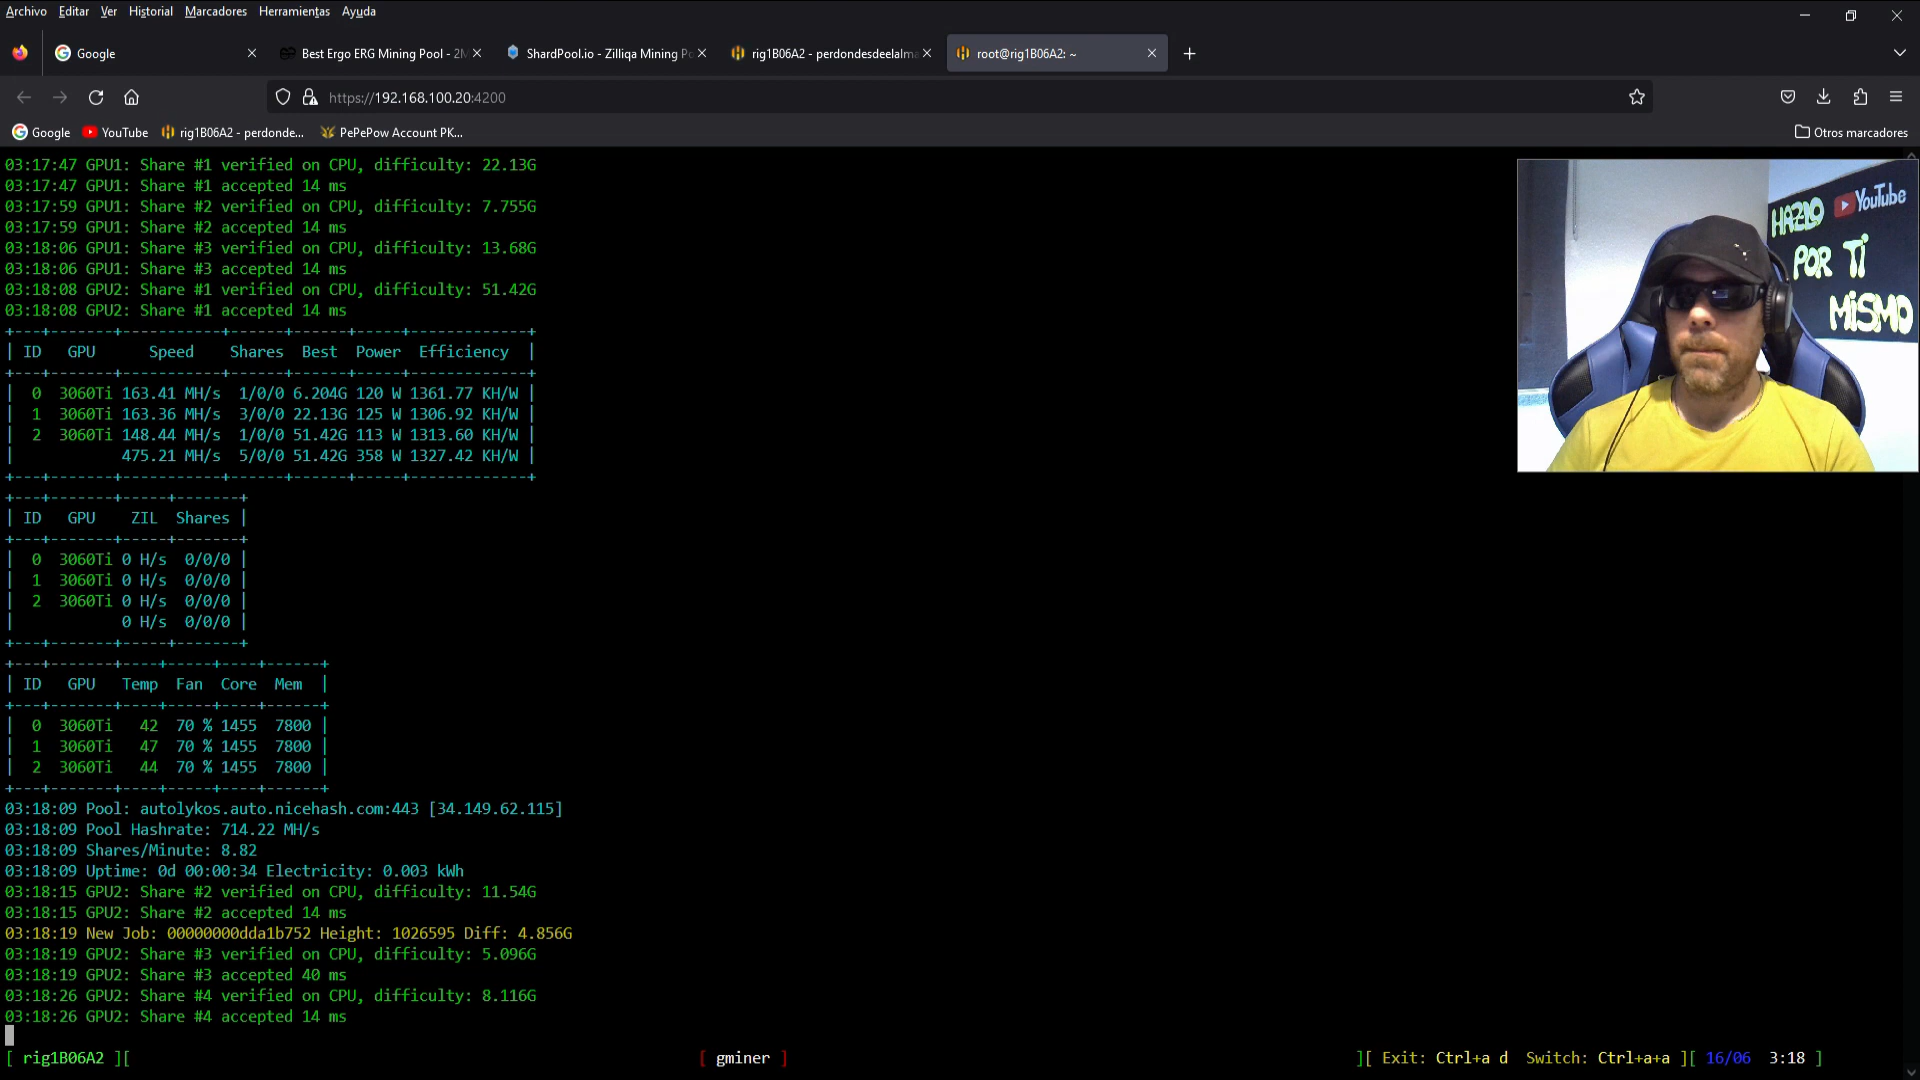 Archivo Editar Ver Historial Marcadores Herramientas Ayuda
Google
Best Ergo ERG Mining Pool - 2M
ShardPool.io - Zilliqa Mining Po
rig1B06A2 - perdondesdeelalma
root@rig1B06A2: ~
https://192.168.100.20:4200
Google YouTube rig1B06A2 - perdonde... PePePow Account PK... Otros marcadores
03:17:47 GPU1: Share #1 verified on CPU, difficulty: 22.13G
03:17:47 GPU1: Share #1 accepted 14 ms
03:17:59 GPU1: Share #2 verified on CPU, difficulty: 7.755G
03:17:59 GPU1: Share #2 accepted 14 ms
03:18:06 GPU1: Share #3 verified on CPU, difficulty: 13.68G
03:18:06 GPU1: Share #3 accepted 14 ms
03:18:08 GPU2: Share #1 verified on CPU, difficulty: 51.42G
03:18:08 GPU2: Share #1 accepted 14 ms
| ID GPU Speed Shares Best Power Efficiency |
| 0 3060Ti 163.41 MH/s 1/0/0 6.204G 120 W 1361.77 KH/W |
| 1 3060Ti 163.36 MH/s 3/0/0 22.13G 125 W 1306.92 KH/W |
| 2 3060Ti 148.44 MH/s 1/0/0 51.42G 113 W 1313.60 KH/W |
| 475.21 MH/s 5/0/0 51.42G 358 W 1327.42 KH/W |
| ID GPU ZIL Shares |
| 0 3060Ti 0 H/s 0/0/0 |
| 1 3060Ti 0 H/s 0/0/0 |
| 2 3060Ti 0 H/s 0/0/0 |
| 0 H/s 0/0/0 |
| ID GPU Temp Fan Core Mem |
| 0 3060Ti 42 70 % 1455 7800 |
| 1 3060Ti 47 70 % 1455 7800 |
| 2 3060Ti 44 70 % 1455 7800 |
03:18:09 Pool: autolykos.auto.nicehash.com:443 [34.149.62.115]
03:18:09 Pool Hashrate: 714.22 MH/s
03:18:09 Shares/Minute: 8.82
03:18:09 Uptime: 0d 00:00:34 Electricity: 0.003 kWh
03:18:15 GPU2: Share #2 verified on CPU, difficulty: 11.54G
03:18:15 GPU2: Share #2 accepted 14 ms
03:18:19 New Job: 00000000dda1b752 Height: 1026595 Diff: 4.856G
03:18:19 GPU2: Share #3 verified on CPU, difficulty: 5.096G
03:18:19 GPU2: Share #3 accepted 40 ms
03:18:26 GPU2: Share #4 verified on CPU, difficulty: 8.116G
03:18:26 GPU2: Share #4 accepted 14 ms
[ rig1B06A2 ][ [ gminer ] ][ Exit: Ctrl+a d Switch: Ctrl+a+a ][ 16/06 3:18 ]
YouTube
HAZLO
POR TI
MISMO